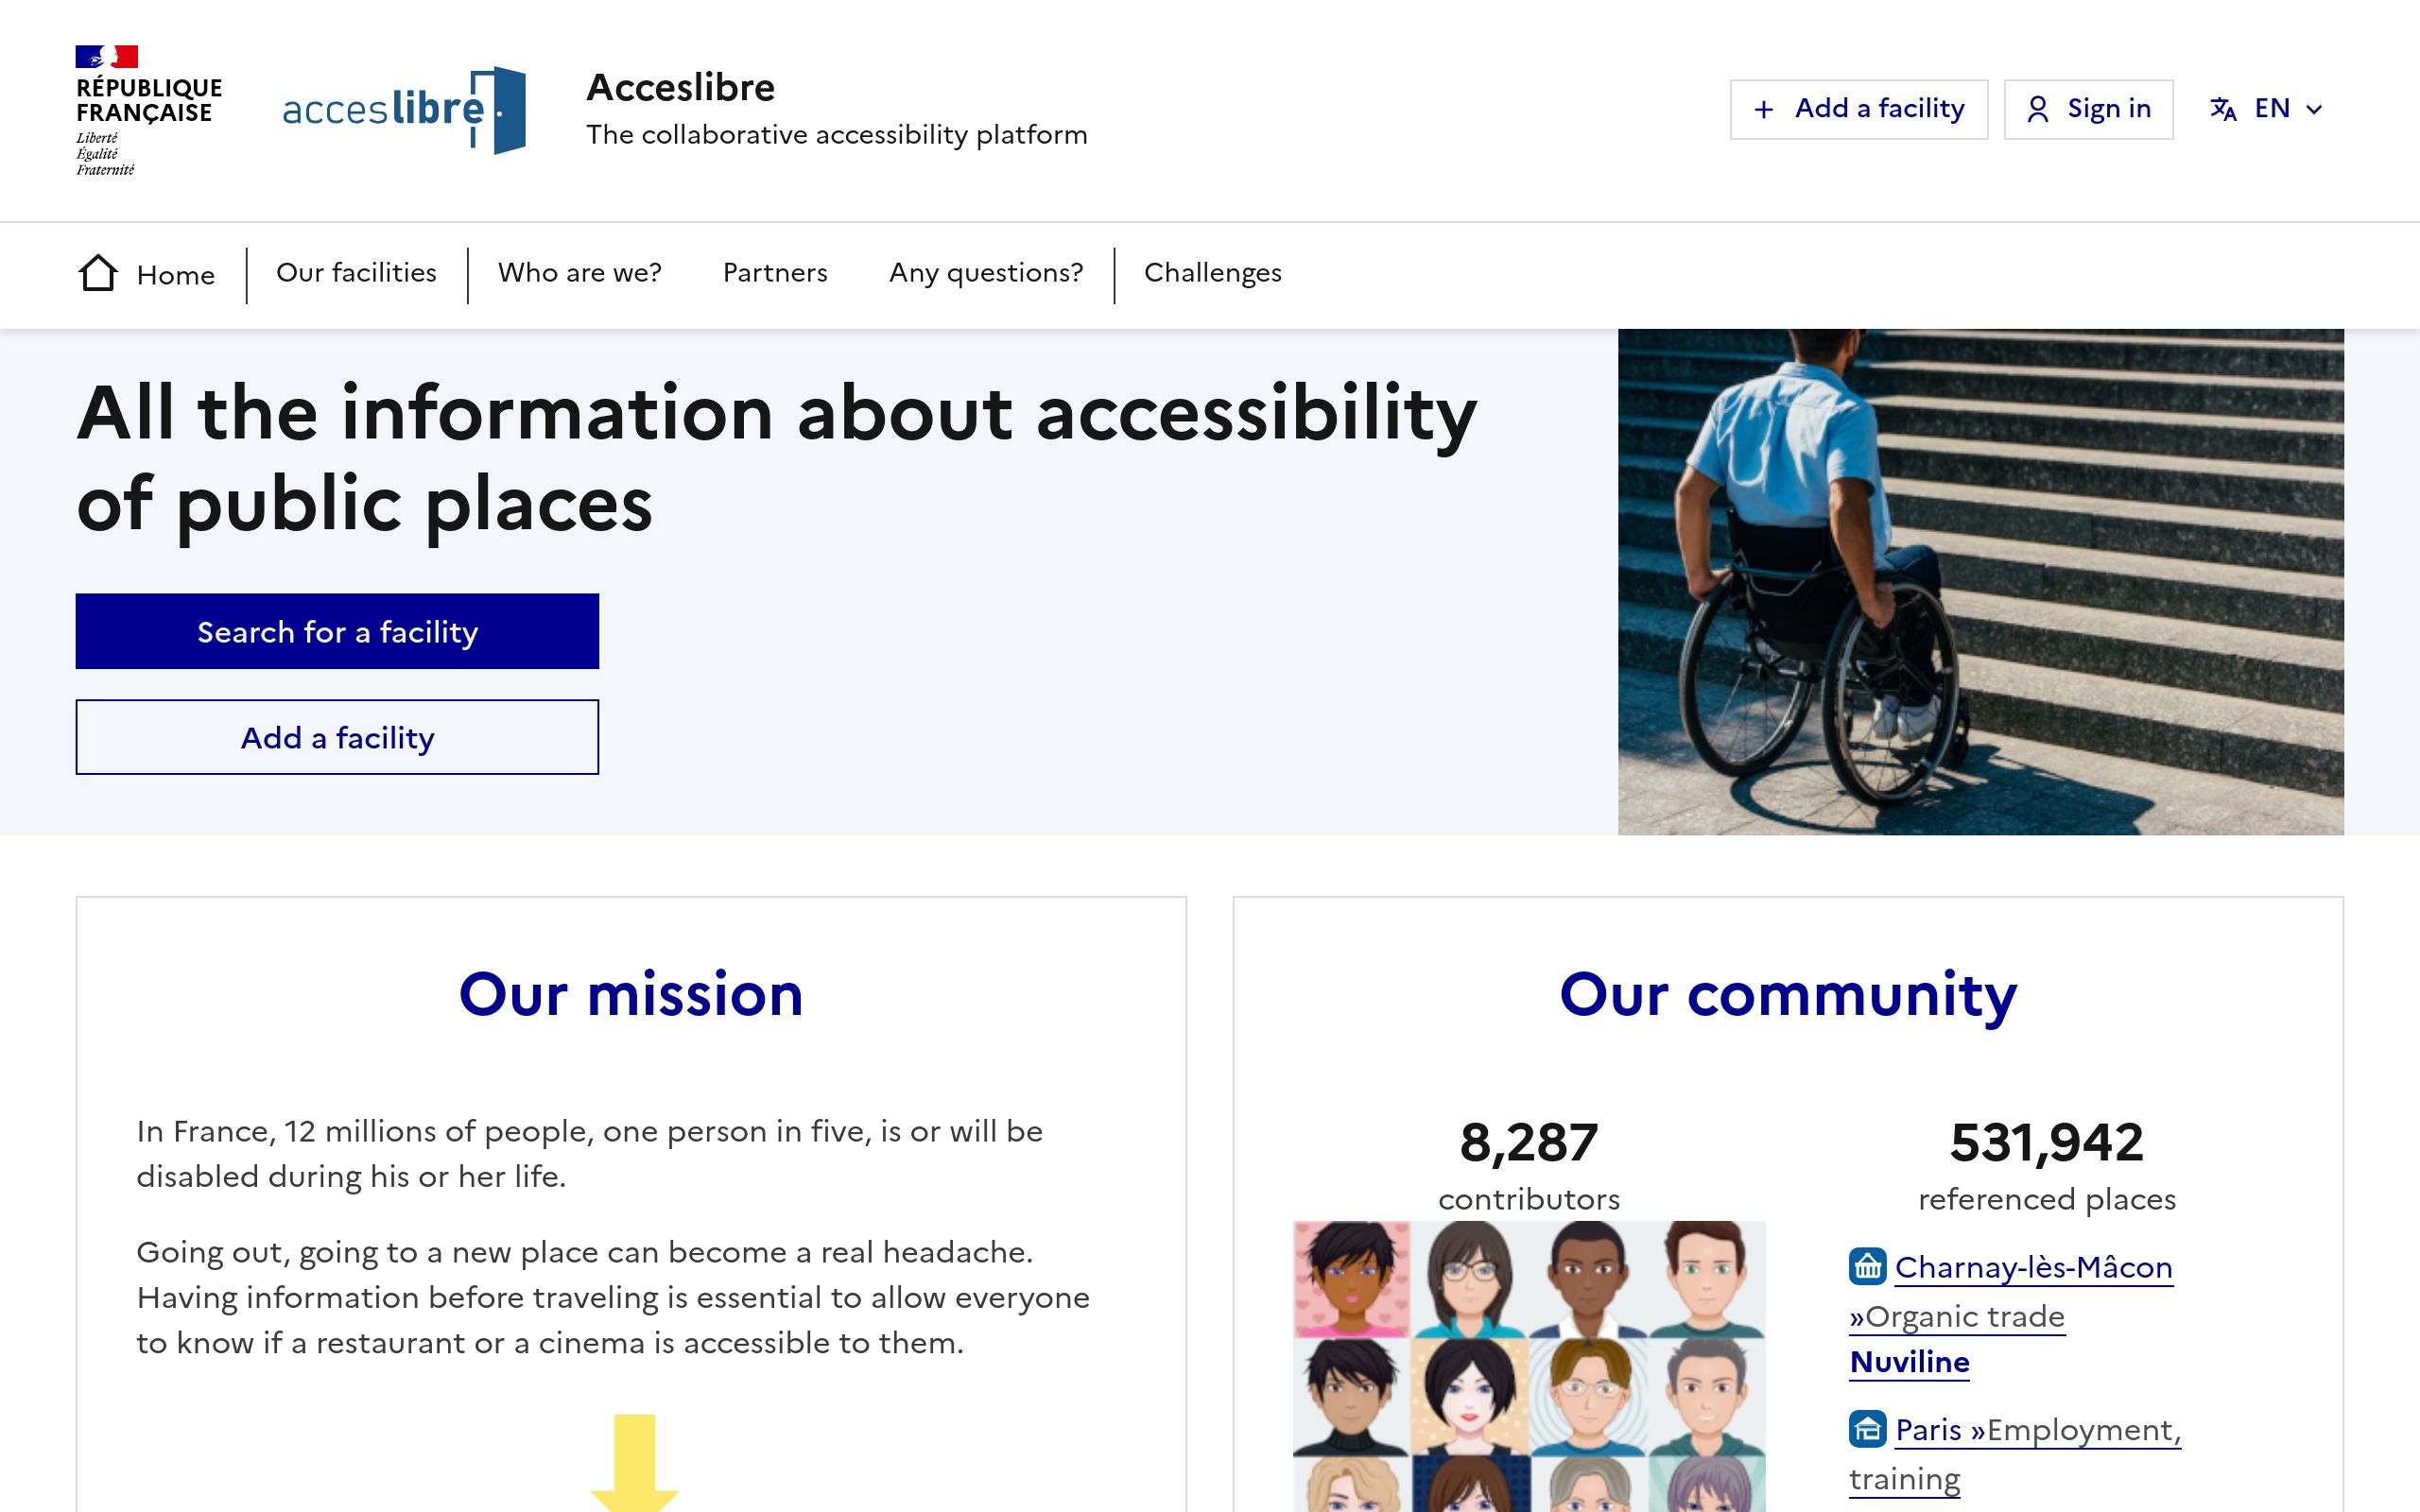 RÉPUBLIQUE
FRANÇAISE
Liberté
Égalité
Fraternité
acceslibre
Acceslibre
The collaborative accessibility platform
Add a facility
Sign in
EN
Home
Our facilities
Who are we?
Partners
Any questions?
Challenges
All the information about accessibility
of public places
Search for a facility
Add a facility
Our mission
In France, 12 millions of people, one person in five, is or will be
disabled during his or her life.
Going out, going to a new place can become a real headache.
Having information before traveling is essential to allow everyone
to know if a restaurant or a cinema is accessible to them.
Our community
8,287
contributors
531,942
referenced places
Charnay-lès-Mâcon
»Organic trade
Nuviline
Paris »Employment,
training